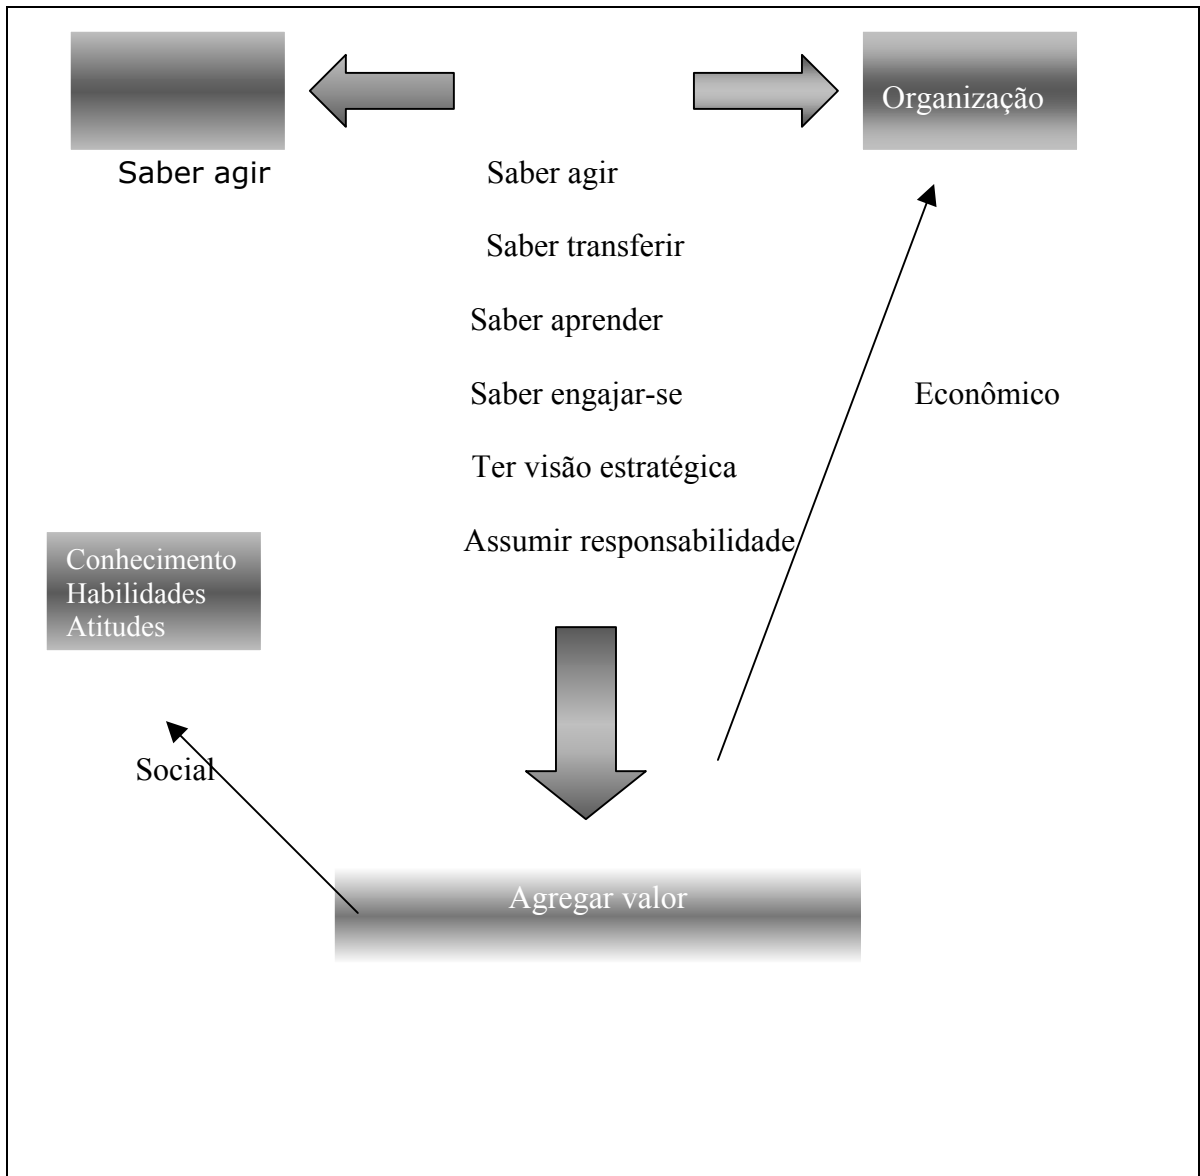 Organização
Saber agir
Saber agir
Saber transferir
Saber aprender
Saber engajar-se
Econômico
Ter visão estratégica
Assumir responsabilidade
Conhecimento
Habilidades
Atitudes
Social
Agregar valor